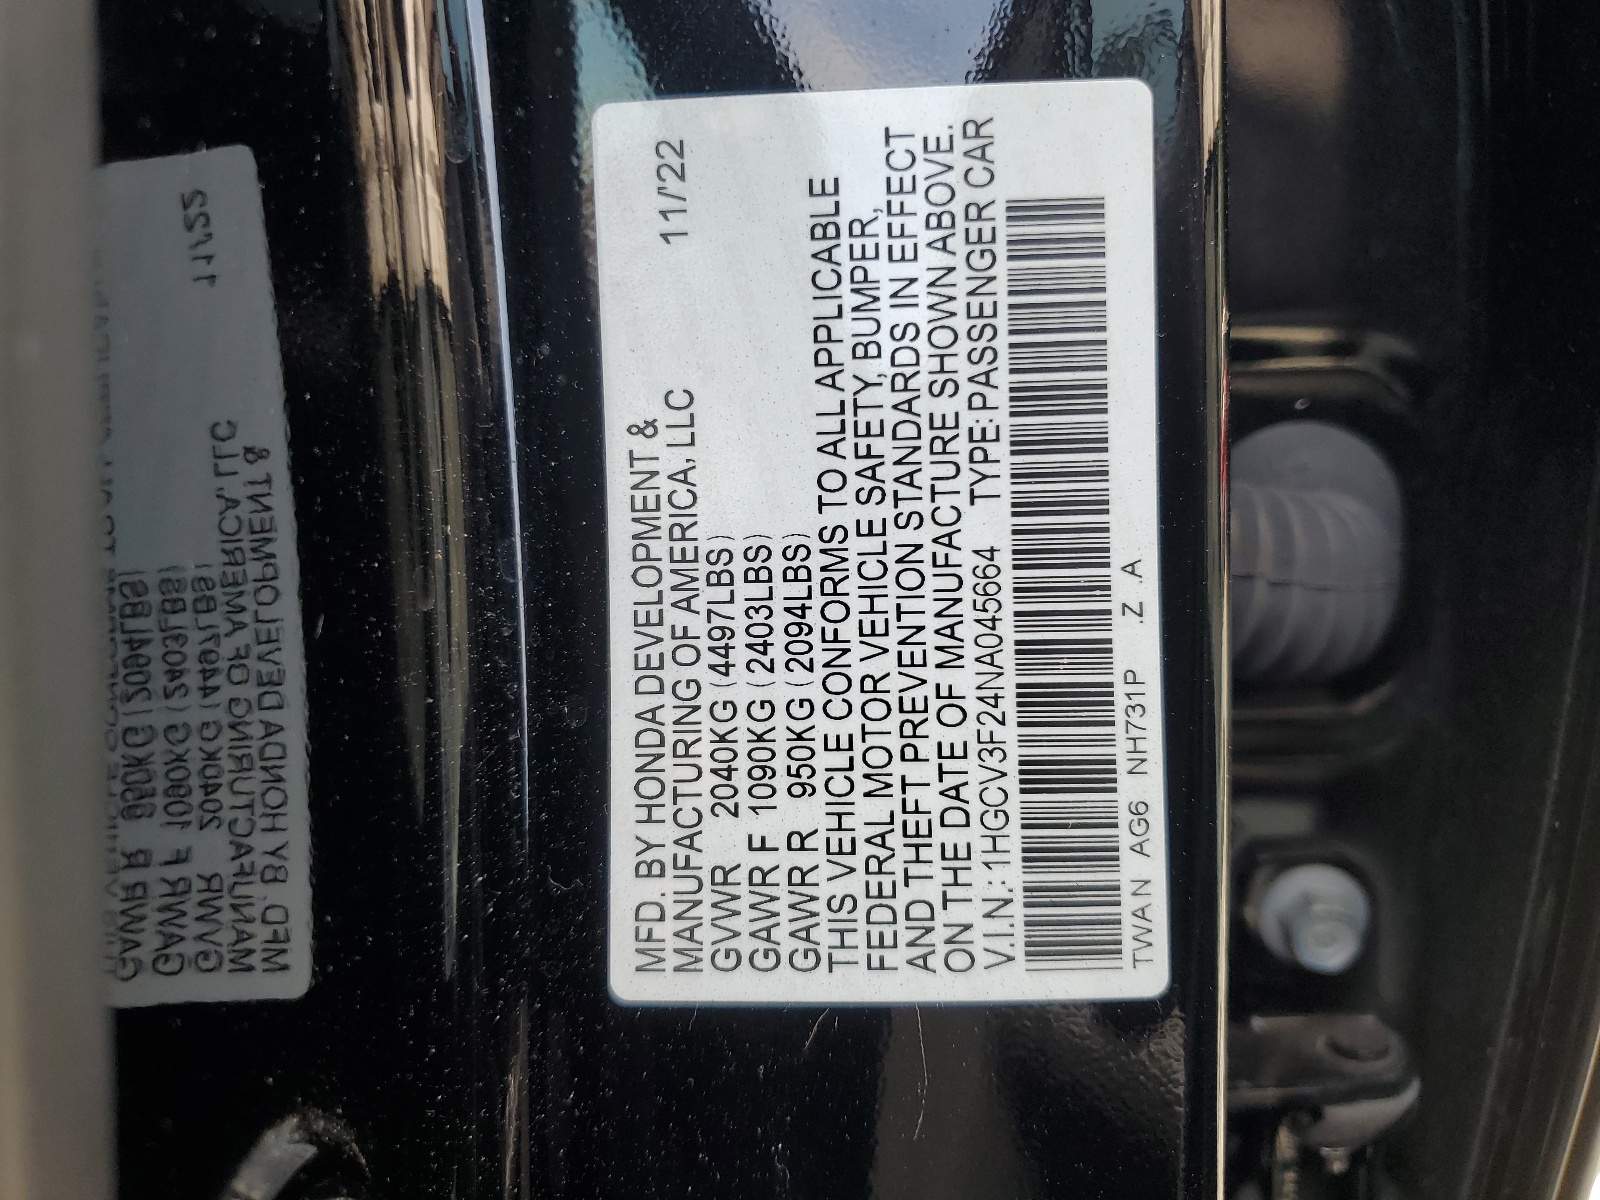 MFD. BY HONDA DEVELOPMENT &
MANUFACTURING OF AMERICA, LLC 11/'22
GVWR 2040KG (4497LBS)
GAWR F 1090KG (2403LBS)
GAWR R 950KG (2094LBS)
THIS VEHICLE CONFORMS TO ALL APPLICABLE
FEDERAL MOTOR VEHICLE SAFETY, BUMPER,
AND THEFT PREVENTION STANDARDS IN EFFECT
ON THE DATE OF MANUFACTURE SHOWN ABOVE.
V.I.N.: 1HGCV3F24NA045664 TYPE: PASSENGER CAR
TWAN AG6 NH731P .Z .A